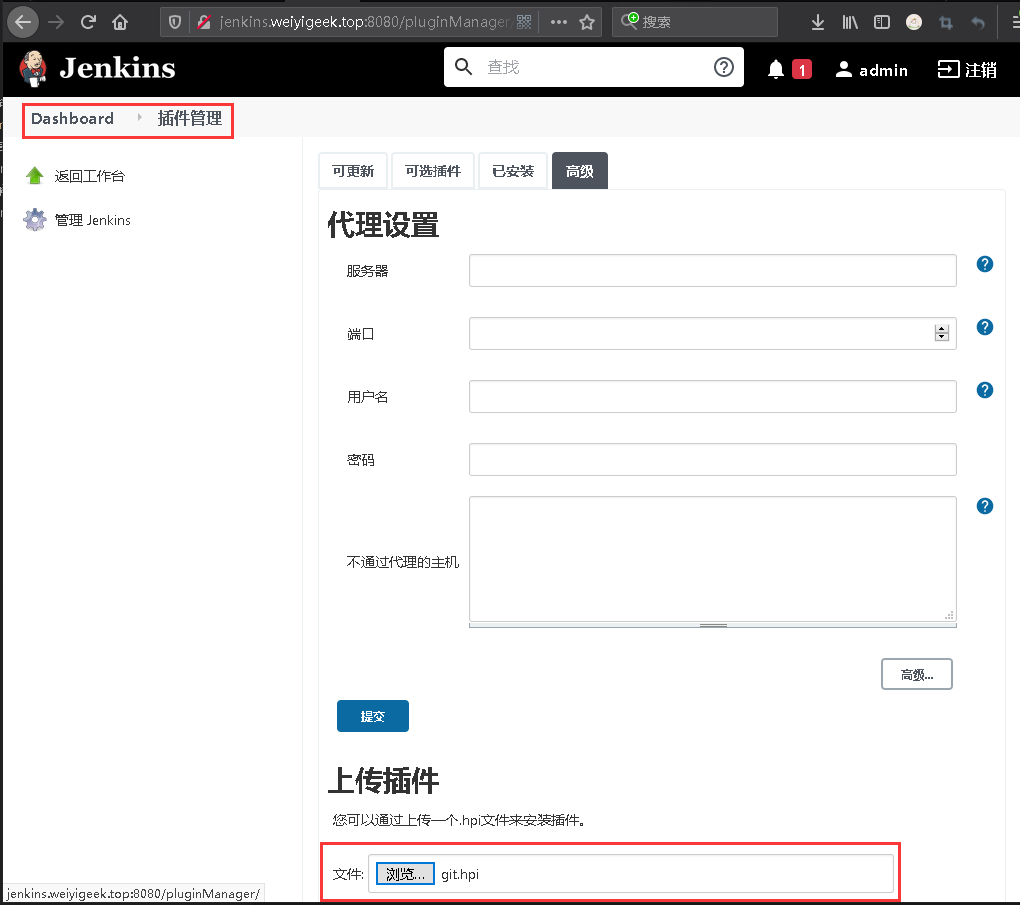 jenkins.weiyigeek.top:8080/pluginManager/
搜索
Jenkins
查找
1
admin
注销
Dashboard
插件管理
返回工作台
管理 Jenkins
可更新
可选插件
已安装
高级
代理设置
服务器
端口
用户名
密码
不通过代理的主机
高级...
提交
上传插件
您可以通过上传一个.hpi文件来安装插件。
文件:
浏览...
git.hpi
jenkins.weiyigeek.top:8080/pluginManager/